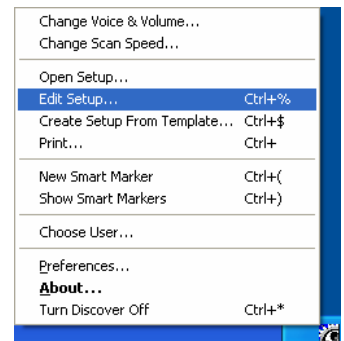 Change Voice & Volume...
Change Scan Speed...
Open Setup...
Edit Setup... Ctrl+%
Create Setup From Template... Ctrl+$
Print... Ctrl+
New Smart Marker Ctrl+(
Show Smart Markers Ctrl+)
Choose User...
Preferences...
About...
Turn Discover Off Ctrl+*